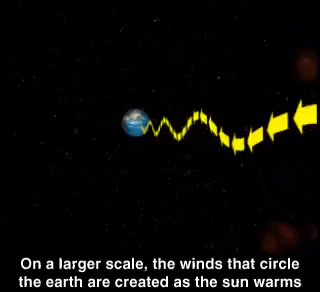 On a larger scale, the winds that circle
the earth are created as the sun warms